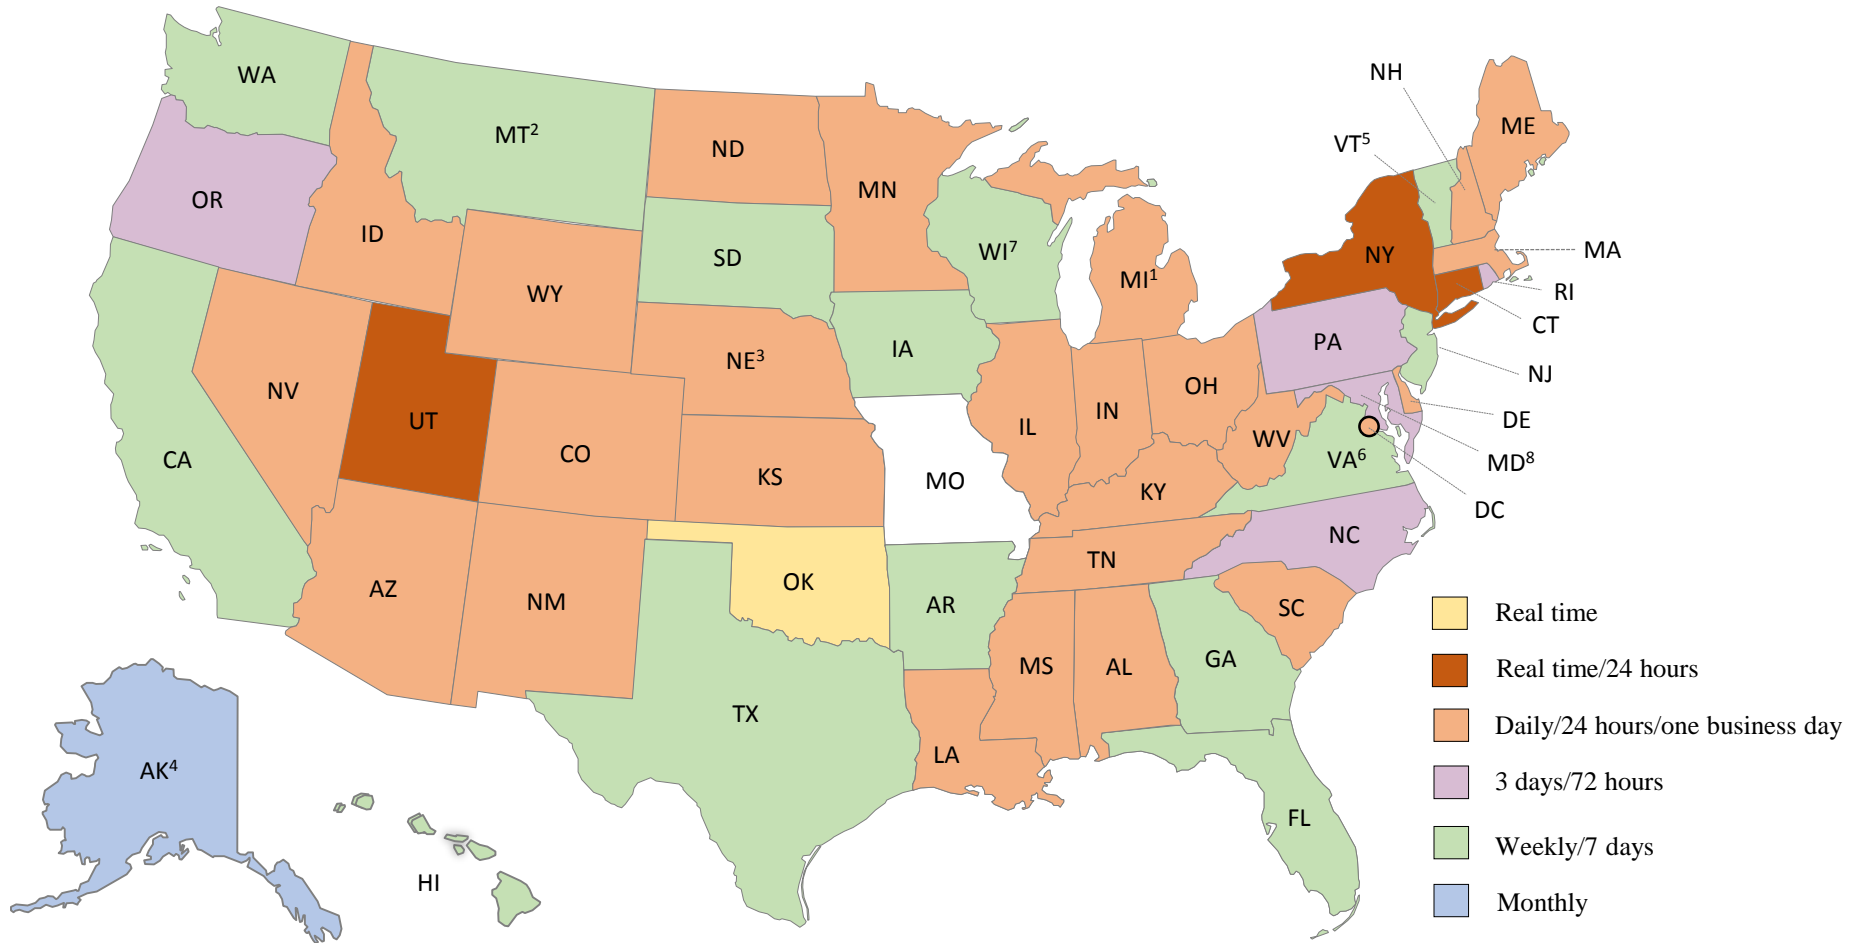 WA
MT²
ND
MN
NH
VT⁵
ME
OR
ID
SD
WI⁷
MI¹
NY
MA
RI
CT
WY
NE³
IA
PA
NJ
NV
UT
CO
KS
MO
IL
IN
OH
WV
VA⁶
DE
MD⁸
DC
CA
KY
NC
AZ
NM
OK
AR
TN
SC
MS
AL
GA
TX
LA
FL
AK⁴
HI
Real time
Real time/24 hours
Daily/24 hours/one business day
3 days/72 hours
Weekly/7 days
Monthly